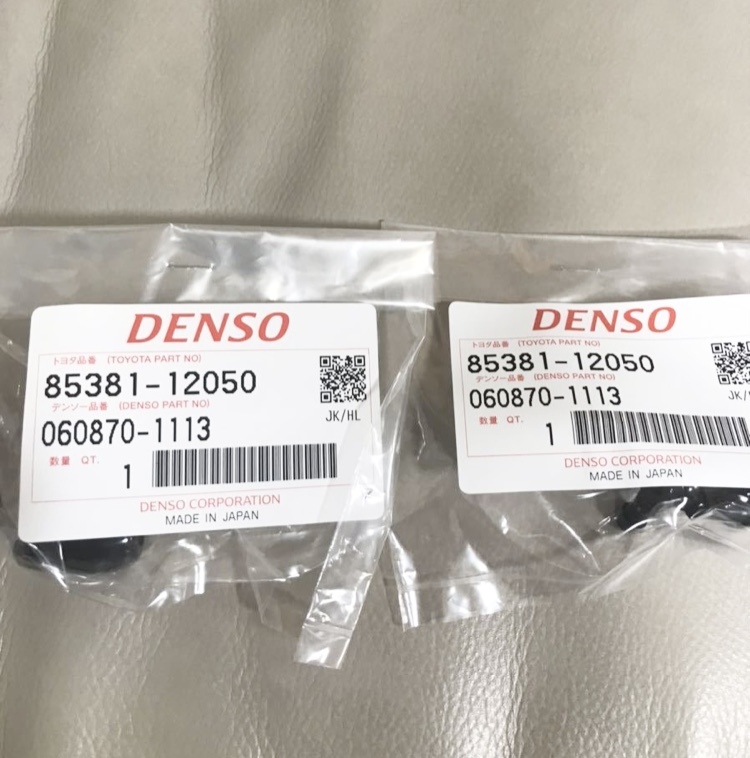 DENSO
トヨタ品番 (TOYOTA PART NO)
85381-12050
デンソー品番 (DENSO PART NO)
060870-1113
JK/HL
数量 QT.
1
DENSO CORPORATION
MADE IN JAPAN
DENSO
トヨタ品番 (TOYOTA PART NO)
85381-12050
デンソー品番 (DENSO PART NO)
060870-1113
JK/
数量 QT.
1
DENSO CORPORATION
MADE IN JAPAN